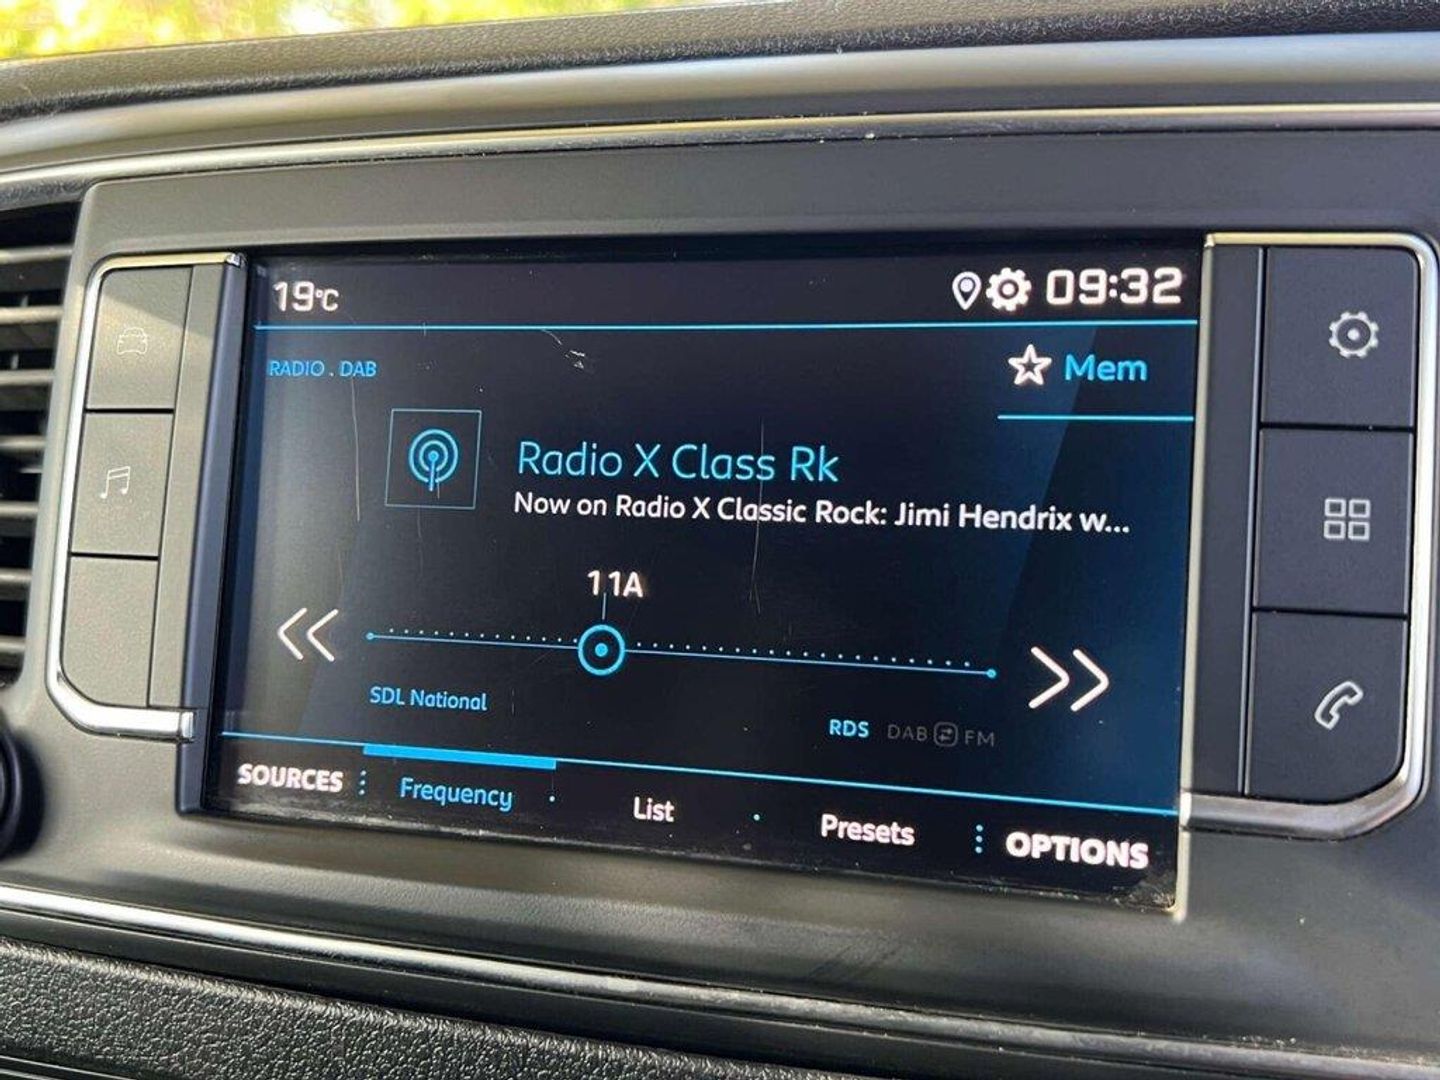 19°C 09:32
RADIO . DAB
Mem
Radio X Class Rk
Now on Radio X Classic Rock: Jimi Hendrix w...
11A
SDL National
RDS DAB FM
SOURCES Frequency List Presets OPTIONS